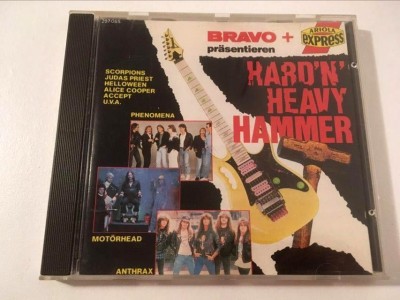 BRAVO +
präsentieren
ARIOLA
express
HARD'N'
HEAVY
HAMMER
SCORPIONS
JUDAS PRIEST
HELLOWEEN
ALICE COOPER
ACCEPT
U.V.A.
PHENOMENA
MOTÖRHEAD
ANTHRAX